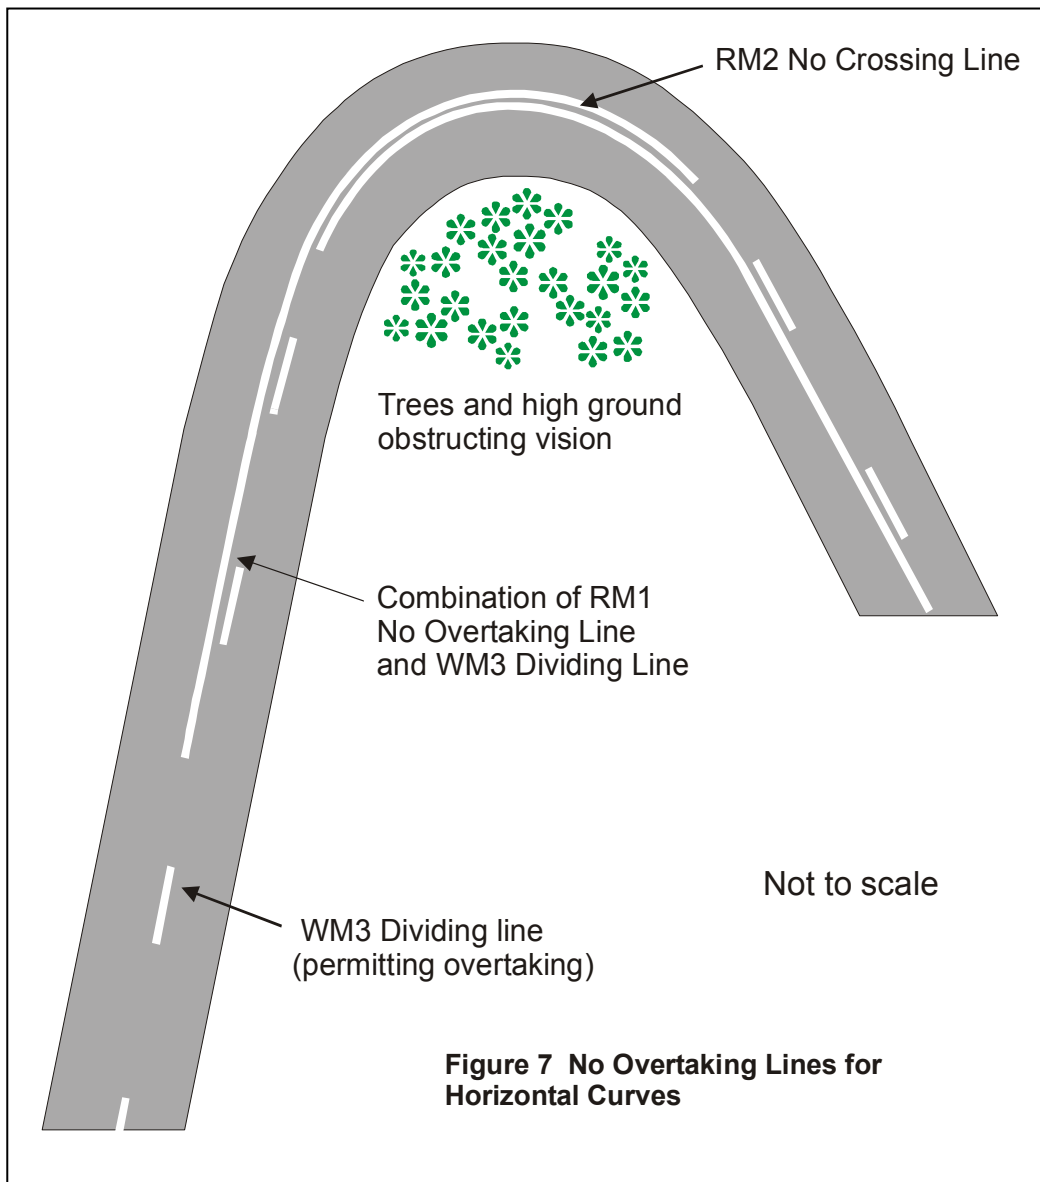 RM2 No Crossing Line
Trees and high ground
obstructing vision
Combination of RM1
No Overtaking Line
and WM3 Dividing Line
Not to scale
WM3 Dividing line
(permitting overtaking)
Figure 7 No Overtaking Lines for
Horizontal Curves